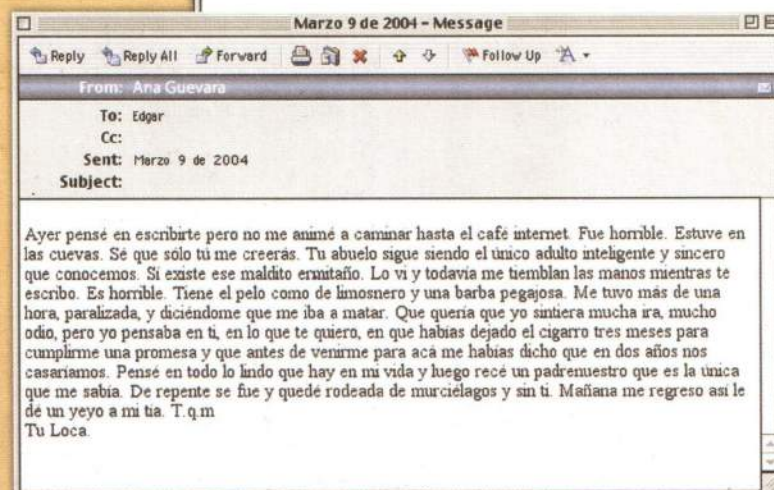 Marzo 9 de 2004 – Message
Reply Reply All Forward Follow Up
From: Ana Guevara
To: Edgar
Cc:
Sent: Marzo 9 de 2004
Subject:
Ayer pensé en escribirte pero no me animé a caminar hasta el café internet. Fue horrible. Estuve en
las cuevas. Sé que sólo tú me creerás. Tu abuelo sigue siendo el único adulto inteligente y sincero
que conocemos. Si existe ese maldito ermitaño. Lo vi y todavía me tiemblan las manos mientras te
escribo. Es horrible. Tiene el pelo como de limosnero y una barba pegajosa. Me tuvo más de una
hora, paralizada, y diciéndome que me iba a matar. Que quería que yo sintiera mucha ira, mucho
odio, pero yo pensaba en ti, en lo que te quiero, en que habías dejado el cigarro tres meses para
cumplirme una promesa y que antes de venirme para acá me habías dicho que en dos años nos
casaríamos. Pensé en todo lo lindo que hay en mi vida y luego recé un padrenuestro que es la única
que me sabía. De repente se fue y quedé rodeada de murciélagos y sin ti. Mañana me regreso así le
dé un yeyo a mi tía. T.q.m
Tu Loca.